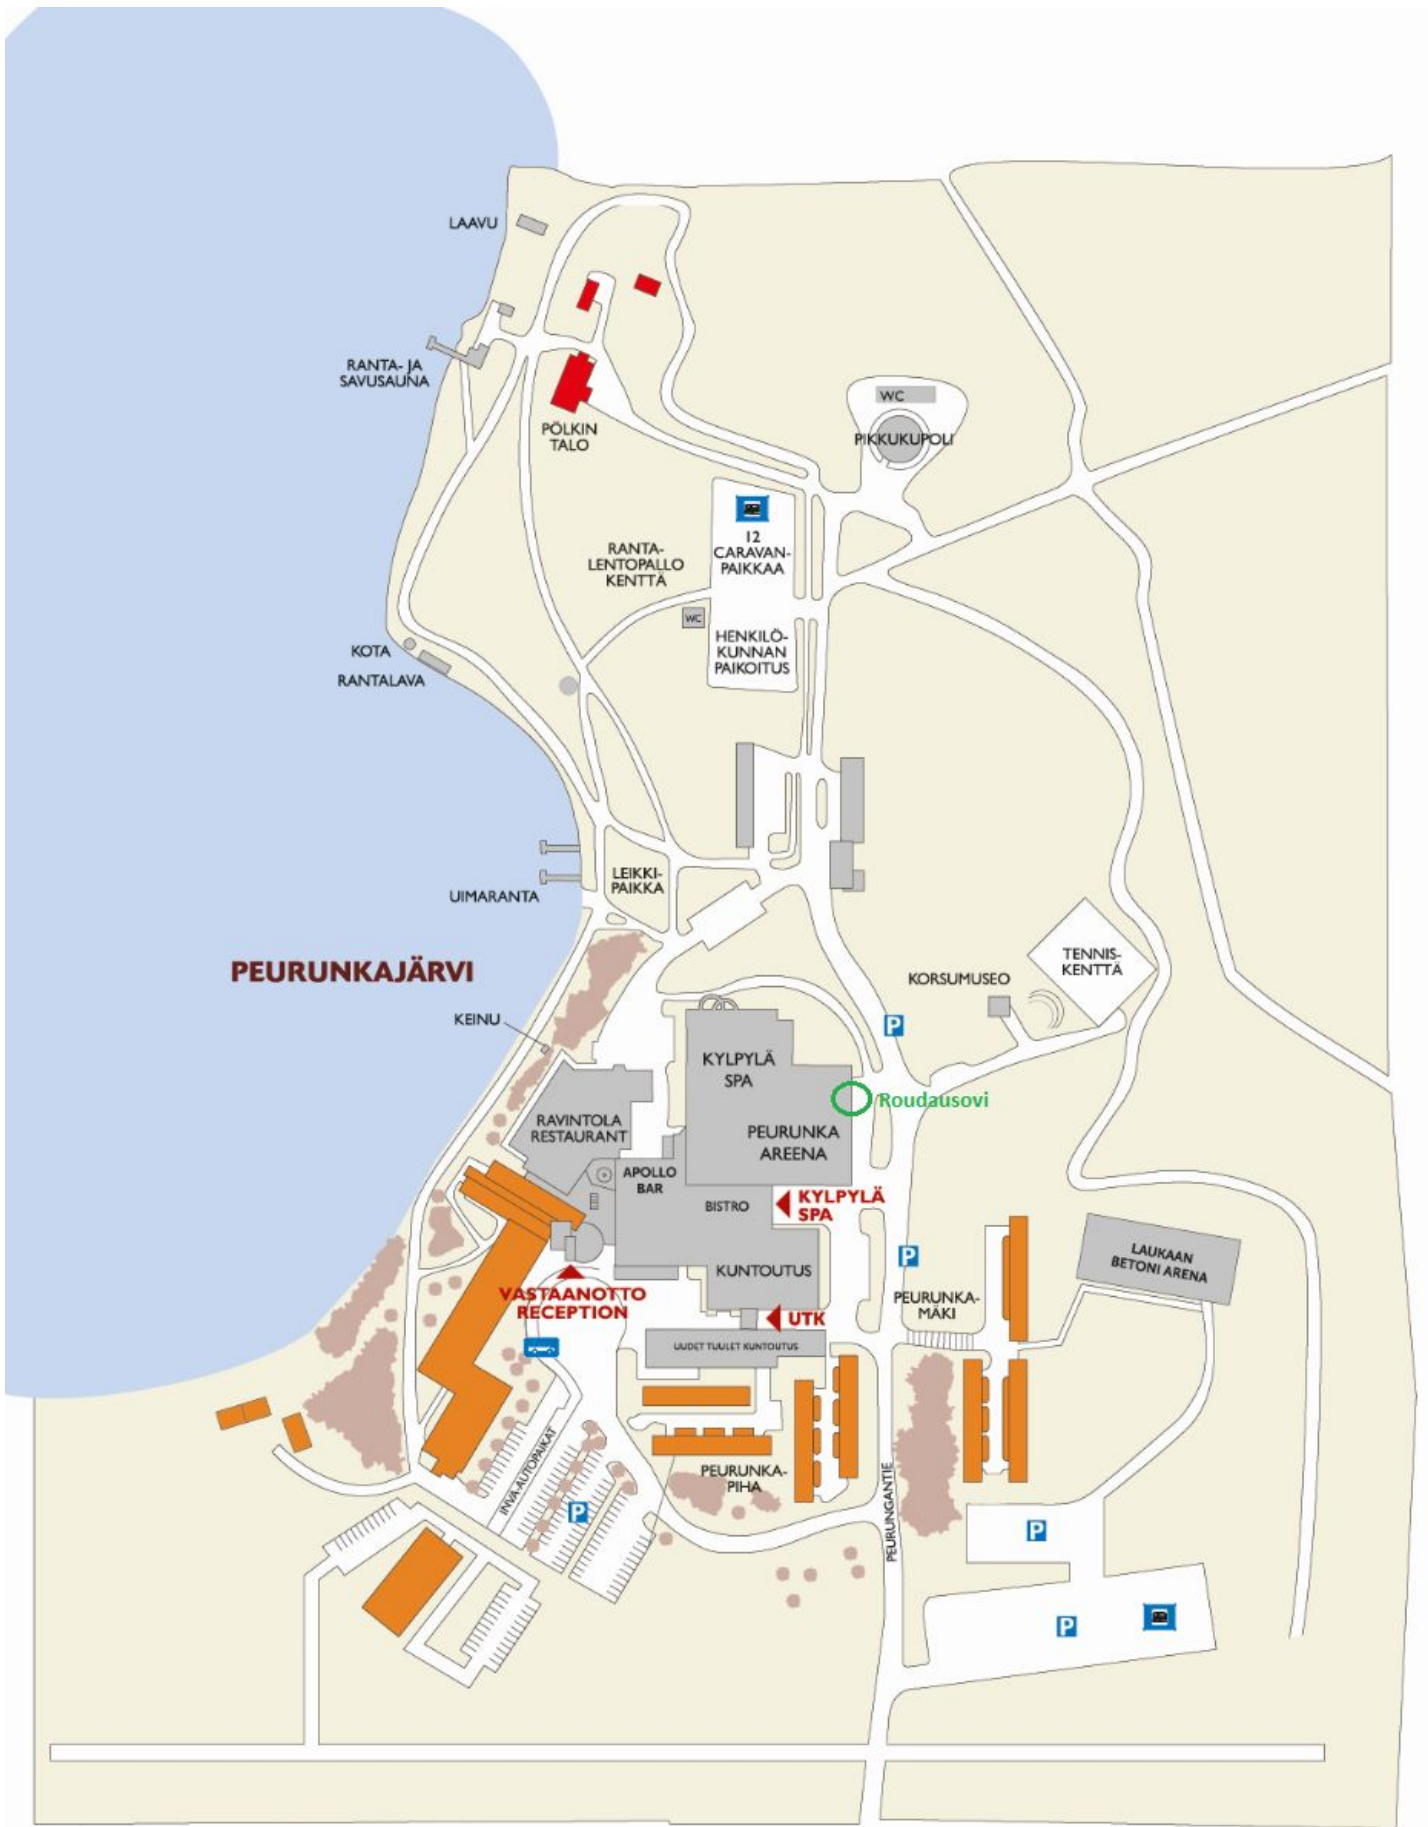 LAAVU
RANTA- JA
SAVUSAUNA
PÖLKIN
TALO
WC
PIKKUKUPOLI
12
CARAVAN-
PAIKKAA
RANTA-
LENTOPALLO
KENTTÄ
WC
HENKILÖ-
KUNNAN
PAIKOITUS
KOTA
RANTALAVA
LEIKKI-
PAIKKA
UIMARANTA
PEURUNKAJÄRVI
TENNIS-
KENTTÄ
KORSUMUSEO
KEINU
P
KYLPYLÄ
SPA
Roudausovi
RAVINTOLA
RESTAURANT
PEURUNKA
AREENA
APOLLO
BAR
BISTRO
KYLPYLÄ
SPA
P
LAUKAAN
BETONI ARENA
KUNTOUTUS
VASTAANOTTO
RECEPTION
PEURUNKA-
MÄKI
UTK
UUDET TUULET KUNTOUTUS
INVA-AUTOPAIKAT
PEURUNKA-
PIHA
P
PEURUNGANTIE
P
P